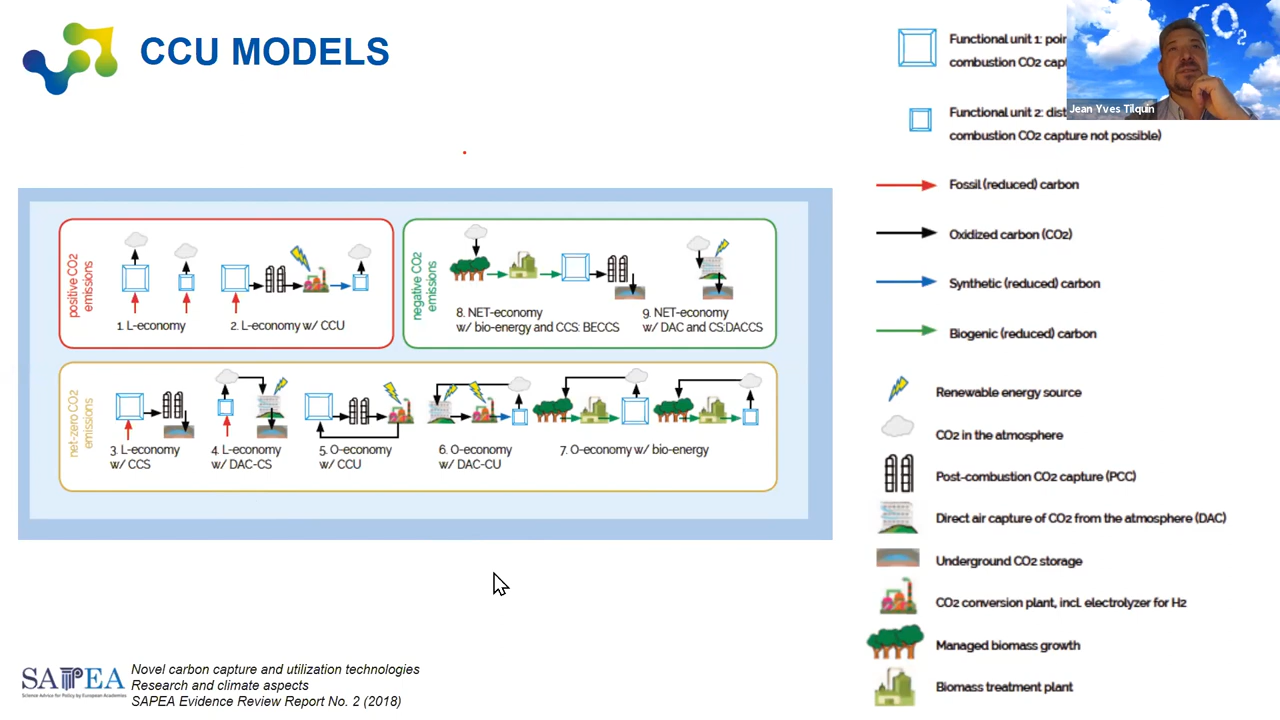 CCU MODELS
positive CO2
emissions
1. L-economy
2. L-economy w/ CCU
negative CO2
emissions
8. NET-economy
w/ bio-energy and CCS: BECCS
9. NET-economy
w/ DAC and CS:DACCS
net-zero CO2
emissions
3. L-economy
w/ CCS
4. L-economy
w/ DAC-CS
5. O-economy
w/ CCU
6. O-economy
w/ DAC-CU
7. O-economy w/ bio-energy
SAPEA
Science Advice for Policy by European Academies
Novel carbon capture and utilization technologies
Research and climate aspects
SAPEA Evidence Review Report No. 2 (2018)
Functional unit 1:
combustion CO2
Functional unit 2:
combustion CO2 capture not possible)
Fossil (reduced) carbon
Oxidized carbon (CO2)
Synthetic (reduced) carbon
Biogenic (reduced) carbon
Renewable energy source
CO2 in the atmosphere
Post-combustion CO2 capture (PCC)
Direct air capture of CO2 from the atmosphere (DAC)
Underground CO2 storage
CO2 conversion plant, incl. electrolyzer for H2
Managed biomass growth
Biomass treatment plant
CO2
Jean Yves Tilquin